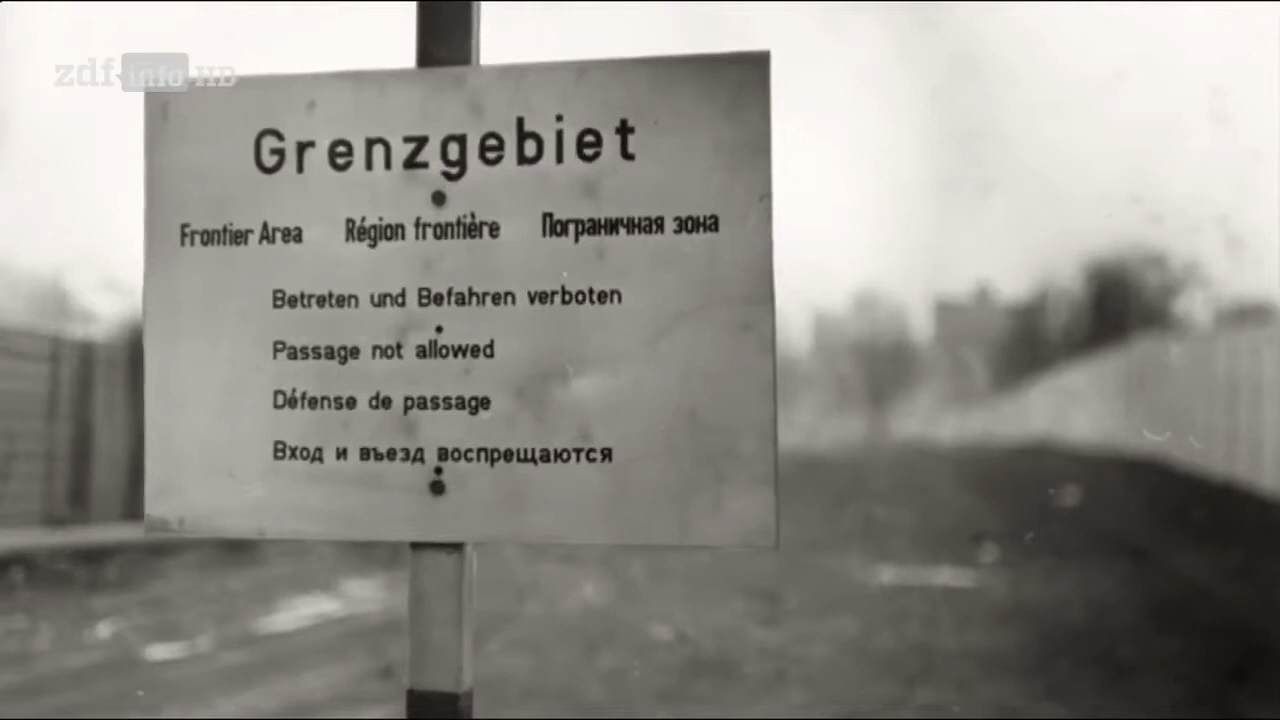 zdf info HD
Grenzgebiet
Frontier Area Région frontière Пограничная зона
Betreten und Befahren verboten
Passage not allowed
Défense de passage
Вход и въезд воспрещаются